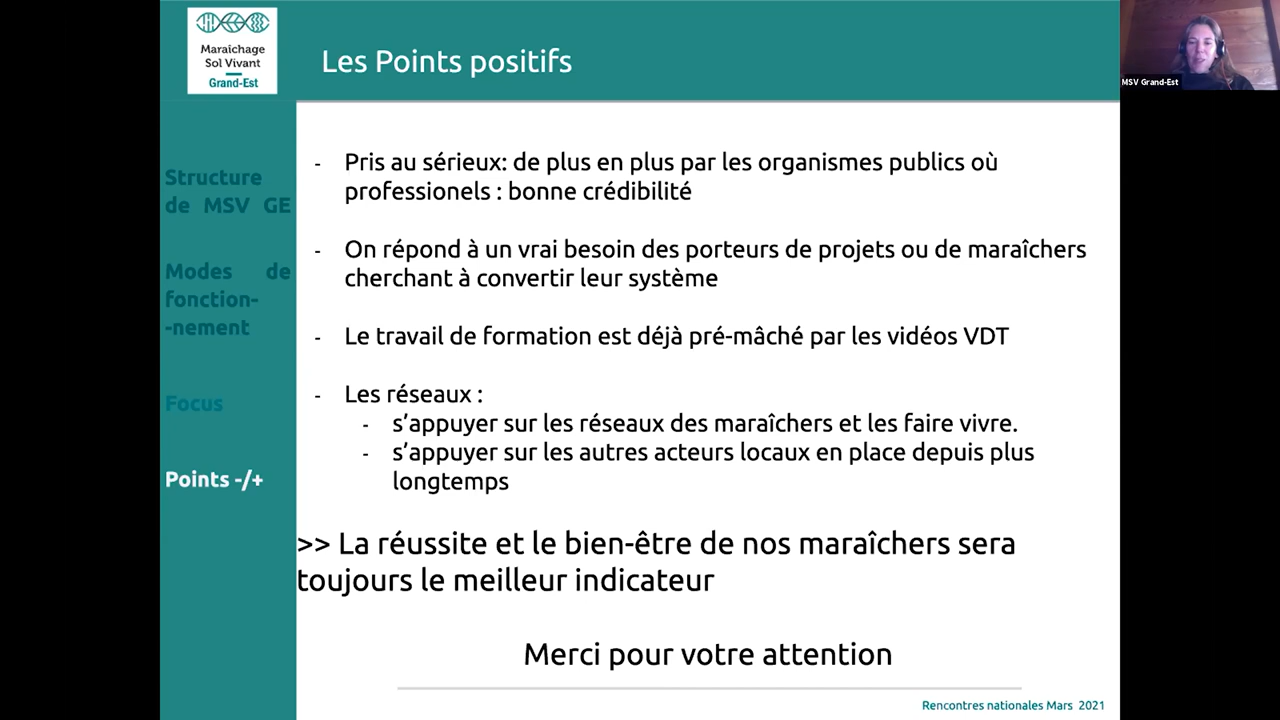 Maraîchage
Sol Vivant
Grand-Est
Les Points positifs
MSV Grand-Est
Structure
de MSV GE
Modes de
fonction-
-nement
Focus
Points -/+
- Pris au sérieux: de plus en plus par les organismes publics où
professionels : bonne crédibilité
- On répond à un vrai besoin des porteurs de projets ou de maraîchers
cherchant à convertir leur système
- Le travail de formation est déjà pré-mâché par les vidéos VDT
- Les réseaux :
- s’appuyer sur les réseaux des maraîchers et les faire vivre.
- s’appuyer sur les autres acteurs locaux en place depuis plus
longtemps
>> La réussite et le bien-être de nos maraîchers sera
toujours le meilleur indicateur
Merci pour votre attention
Rencontres nationales Mars 2021